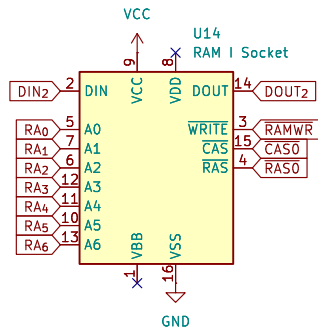 VCC
U14
RAM I Socket
9
8
VCC
VDD
DIN2
2
DIN
DOUT
14
DOUT2
RA0
5
A0
WRITE
3
RAMWR
RA1
7
A1
CAS
15
CAS0
RA2
6
A2
RAS
4
RAS0
RA3
12
A3
RA4
11
A4
RA5
10
A5
RA6
13
A6
VBB
VSS
1
16
GND